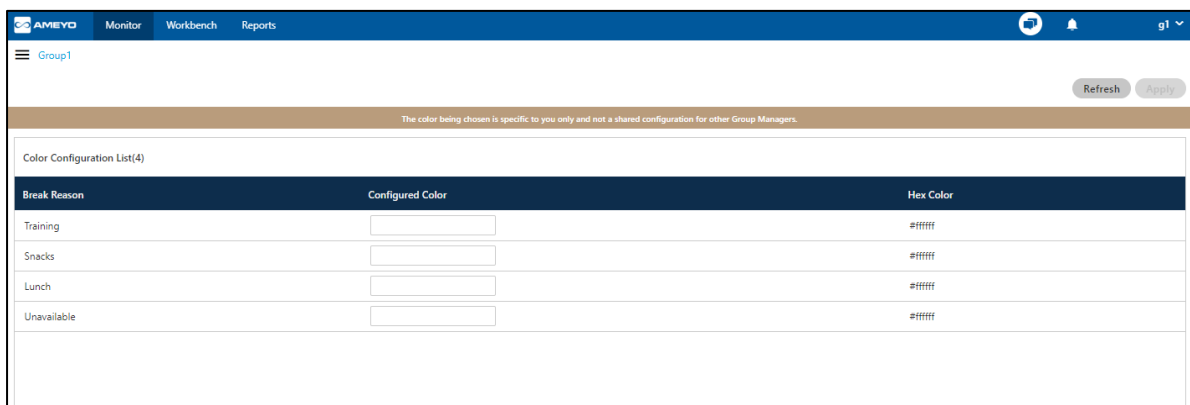 AMEYO Monitor Workbench Reports g1
Group1
Refresh Apply
The color being chosen is specific to you only and not a shared configuration for other Group Managers.
Color Configuration List(4)
Break Reason Configured Color Hex Color
Training #ffffff
Snacks #ffffff
Lunch #ffffff
Unavailable #ffffff